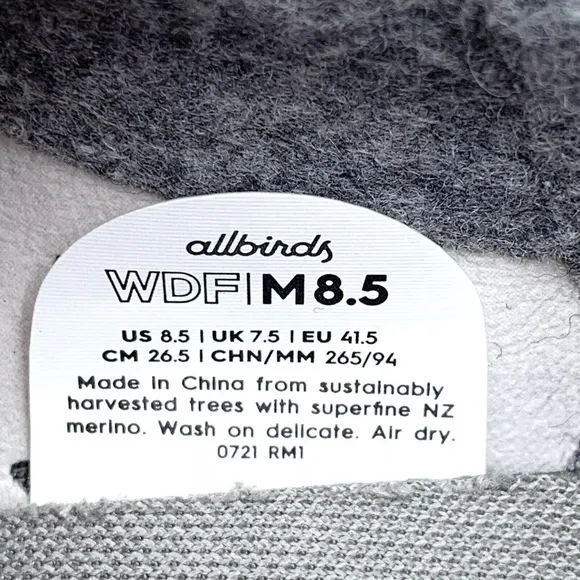 allbirds
WDF | M 8.5
US 8.5 | UK 7.5 | EU 41.5
CM 26.5 | CHN/MM 265/94
Made in China from sustainably
harvested trees with superfine NZ
merino. Wash on delicate. Air dry.
0721 RM1